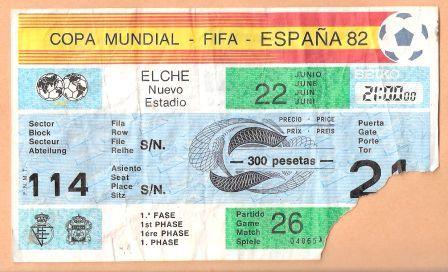 COPA MUNDIAL - FIFA - ESPAÑA 82
ELCHE
Nuevo
Estadio
22
JUNIO
JUNE
JUIN
JUNI
SEIKO
21:00:00
Sector
Block
Secteur
Abteilung
114
Fila
Row
File
Reihe
S/N.
Asiento
Seat
Place
Sitz
S/N.
PRECIO - PRICE
PRIX - PREIS
300 pesetas
Puerta
Gate
Porte
Tor
21
F.N.M.T.
1.ª FASE
1st PHASE
1ére PHASE
1. PHASE
Partido
Game
Match
Spiele
26